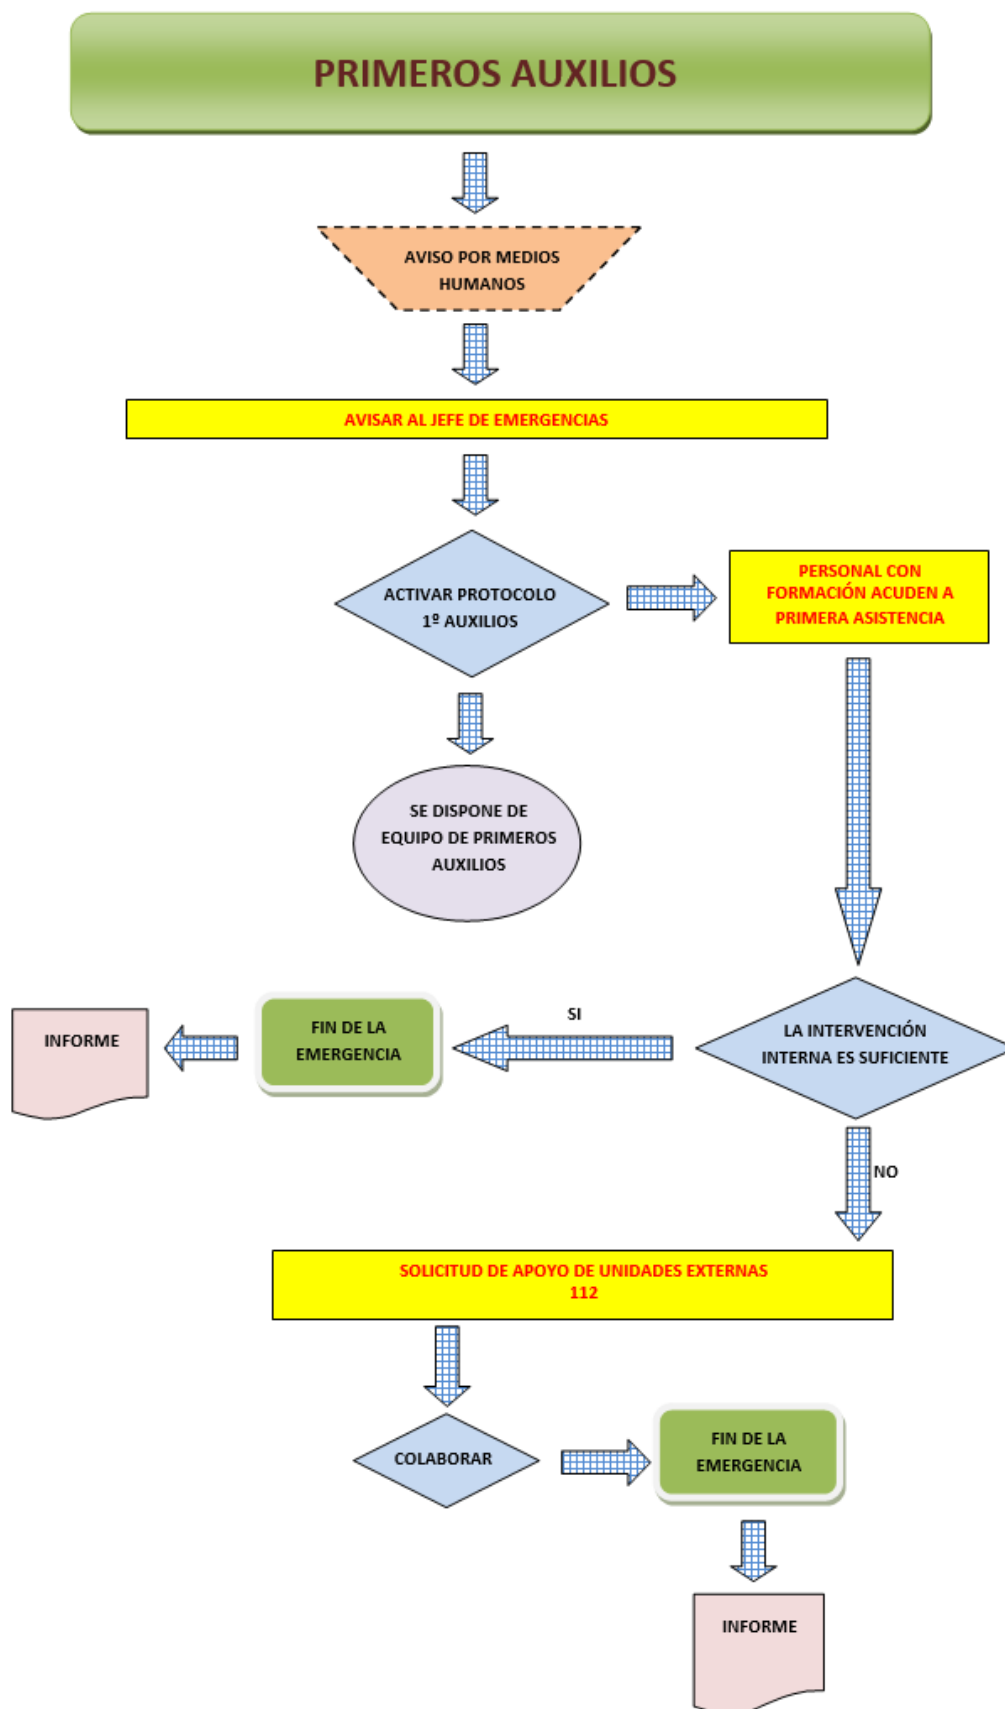 PRIMEROS AUXILIOS
AVISO POR MEDIOS
HUMANOS
AVISAR AL JEFE DE EMERGENCIAS
ACTIVAR PROTOCOLO
1º AUXILIOS
PERSONAL CON
FORMACIÓN ACUDEN A
PRIMERA ASISTENCIA
SE DISPONE DE
EQUIPO DE PRIMEROS
AUXILIOS
LA INTERVENCIÓN
INTERNA ES SUFICIENTE
SI
FIN DE LA
EMERGENCIA
INFORME
NO
SOLICITUD DE APOYO DE UNIDADES EXTERNAS
112
COLABORAR
FIN DE LA
EMERGENCIA
INFORME